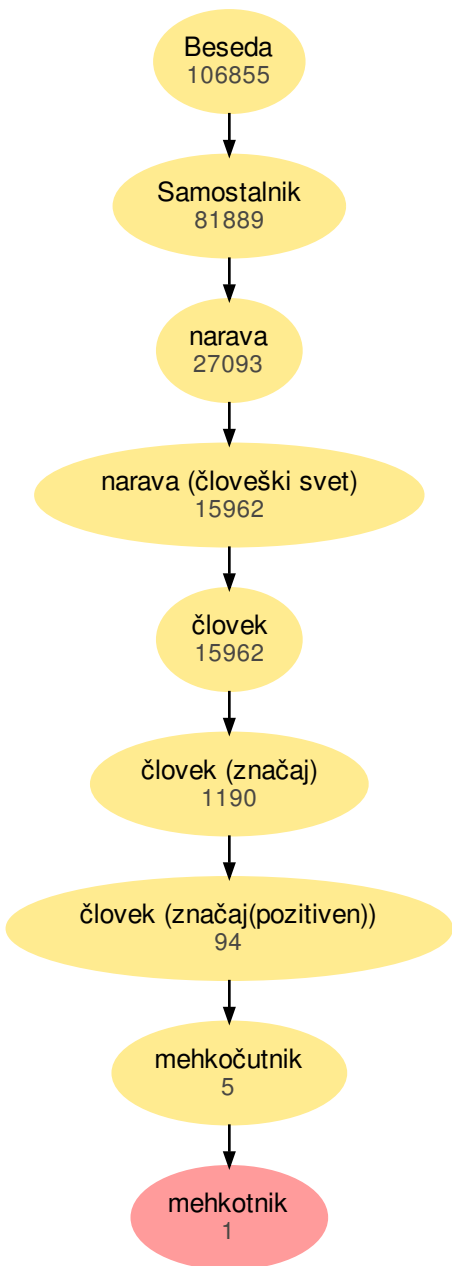 Beseda
106855
Samostalnik
81889
narava
27093
narava (človeški svet)
15962
človek
15962
človek (značaj)
1190
človek (značaj(pozitiven))
94
mehkočutnik
5
mehkotnik
1